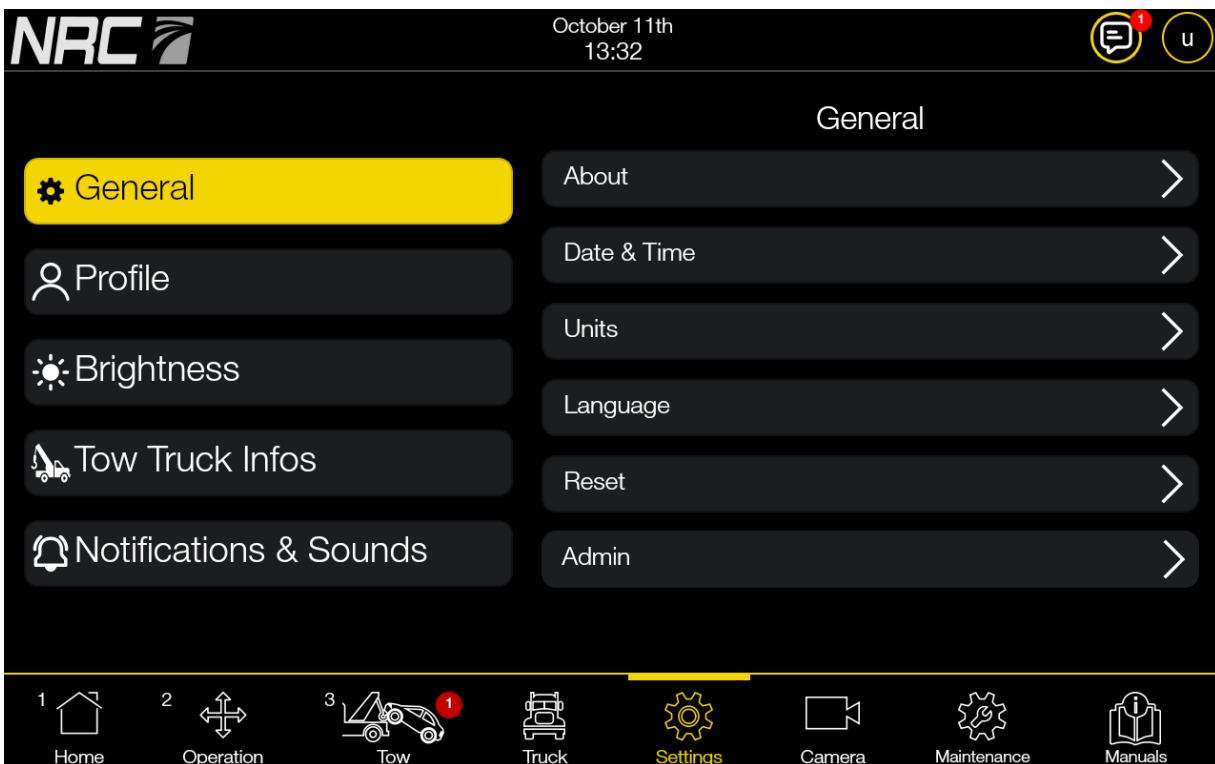 NRC
October 11th
13:32
1
u
General
General
Profile
Brightness
Tow Truck Infos
Notifications & Sounds
About
Date & Time
Units
Language
Reset
Admin
1
Home
2
Operation
3
1
Tow
Truck
Settings
Camera
Maintenance
i
Manuals